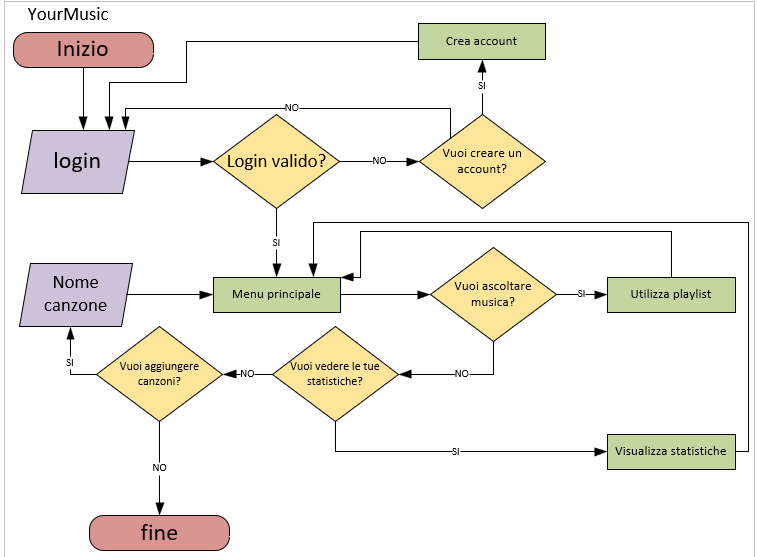 YourMusic
Inizio
Crea account
SI
NO
login
Login valido?
NO
Vuoi creare un
account?
SI
Nome
canzone
Menu principale
Vuoi ascoltare
musica?
SI
Utilizza playlist
SI
Vuoi aggiungere
canzoni?
NO
Vuoi vedere le tue
statistiche?
NO
SI
Visualizza statistiche
NO
fine